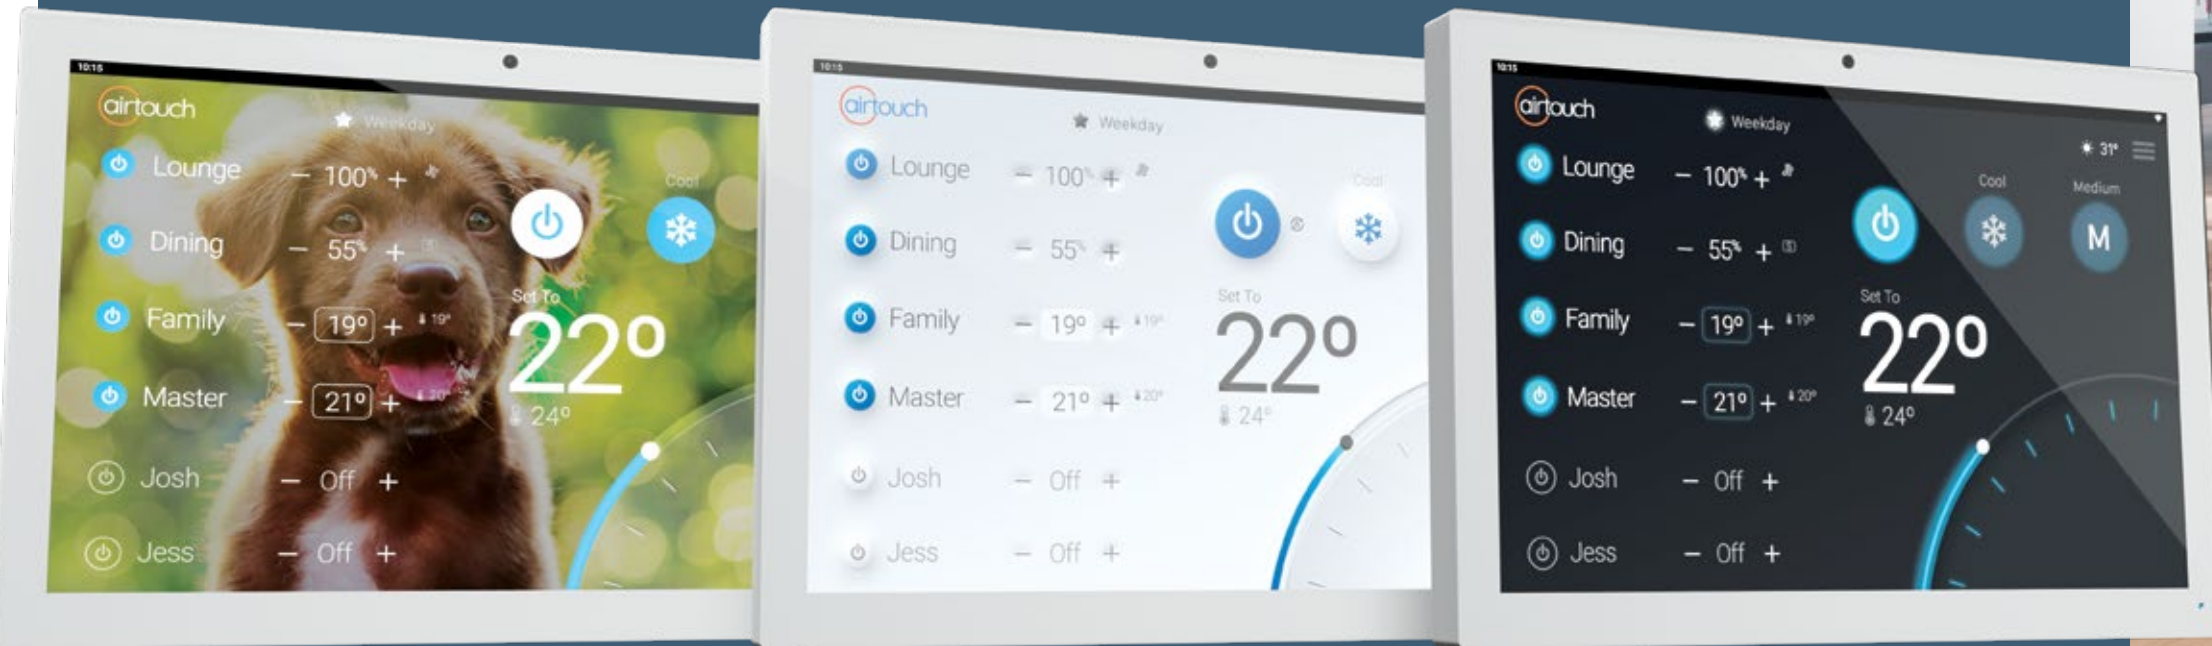 10:15
airtouch
Weekday
Lounge - 100% +
Cool
Dining - 55% +
Set To
Family - 19° + 19°
22°
Master - 21° + 20°
24°
Josh - Off +
Jess - Off +
10:15
airtouch
Weekday
Lounge - 100% +
Cool
Dining - 55% +
Set To
Family - 19° + 19°
22°
Master - 21° + 20°
24°
Josh - Off +
Jess - Off +
10:15
airtouch
Weekday
31°
Lounge - 100% +
Cool
Medium
M
Dining - 55% +
Set To
Family - 19° + 19°
22°
Master - 21° + 20°
24°
Josh - Off +
Jess - Off +